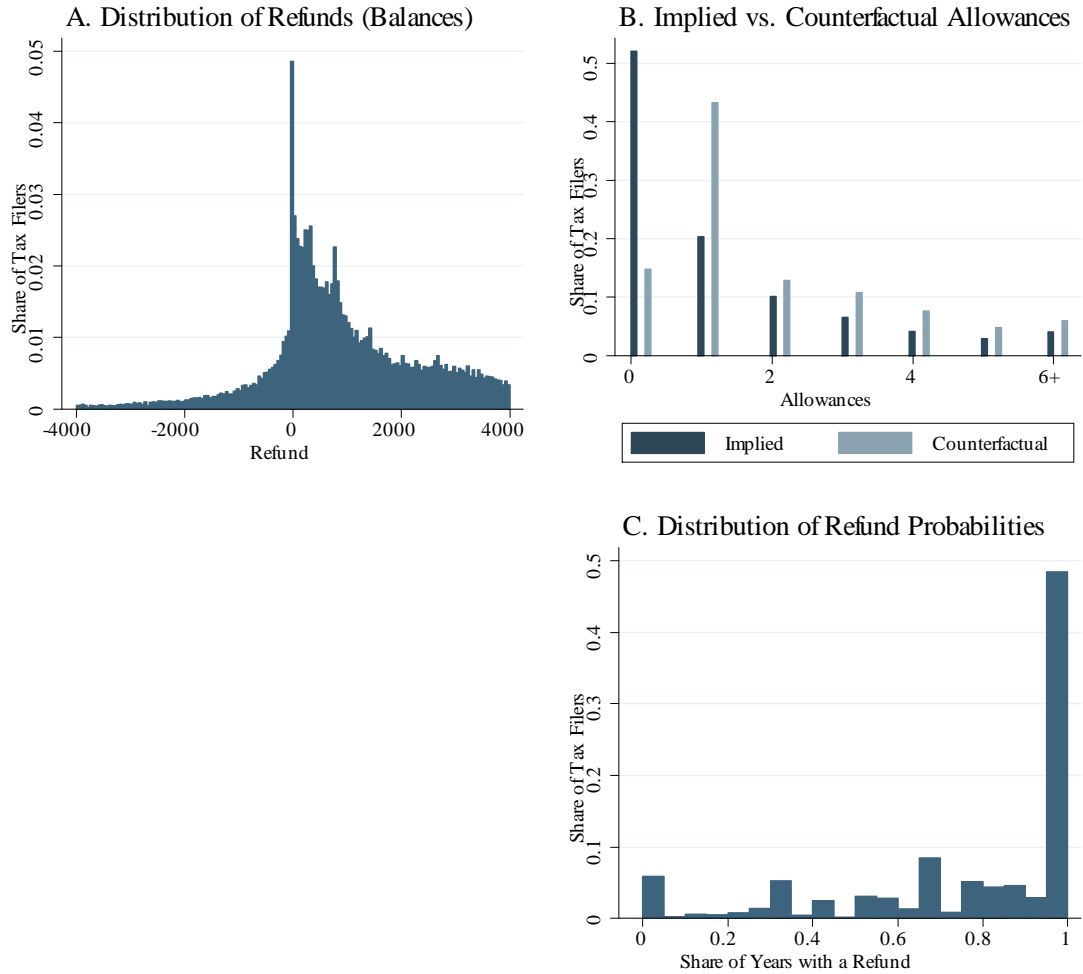 A. Distribution of Refunds (Balances)
Share of Tax Filers
0 0.01 0.02 0.03 0.04 0.05
-4000 -2000 0 2000 4000
Refund
B. Implied vs. Counterfactual Allowances
Share of Tax Filers
0 0.1 0.2 0.3 0.4 0.5
0 2 4 6+
Allowances
Implied Counterfactual
C. Distribution of Refund Probabilities
Share of Tax Filers
0 0.1 0.2 0.3 0.4 0.5
0 0.2 0.4 0.6 0.8 1
Share of Years with a Refund